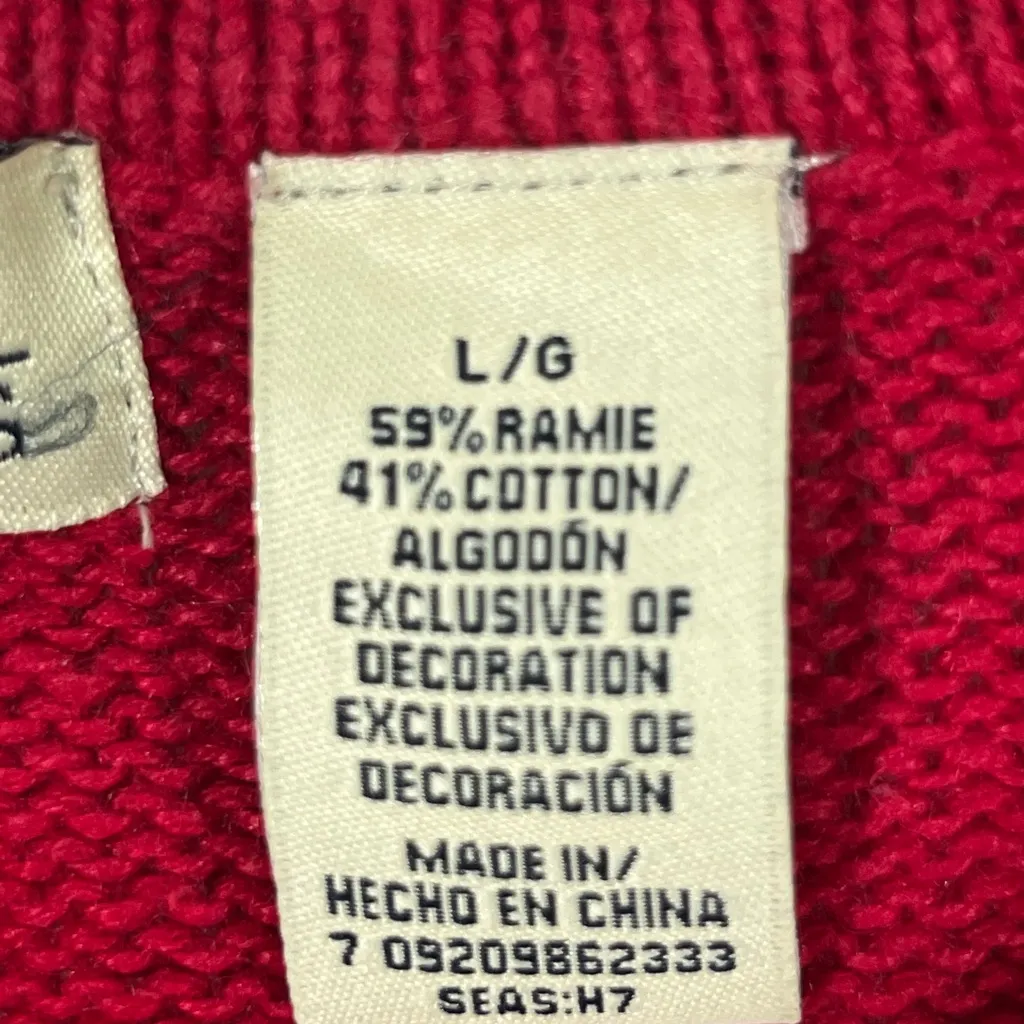 L/G
59% RAMIE
41% COTTON/
ALGODÓN
EXCLUSIVE OF
DECORATION
EXCLUSIVO DE
DECORACIÓN
MADE IN/
HECHO EN CHINA
7 09209862333
SEAS:H7